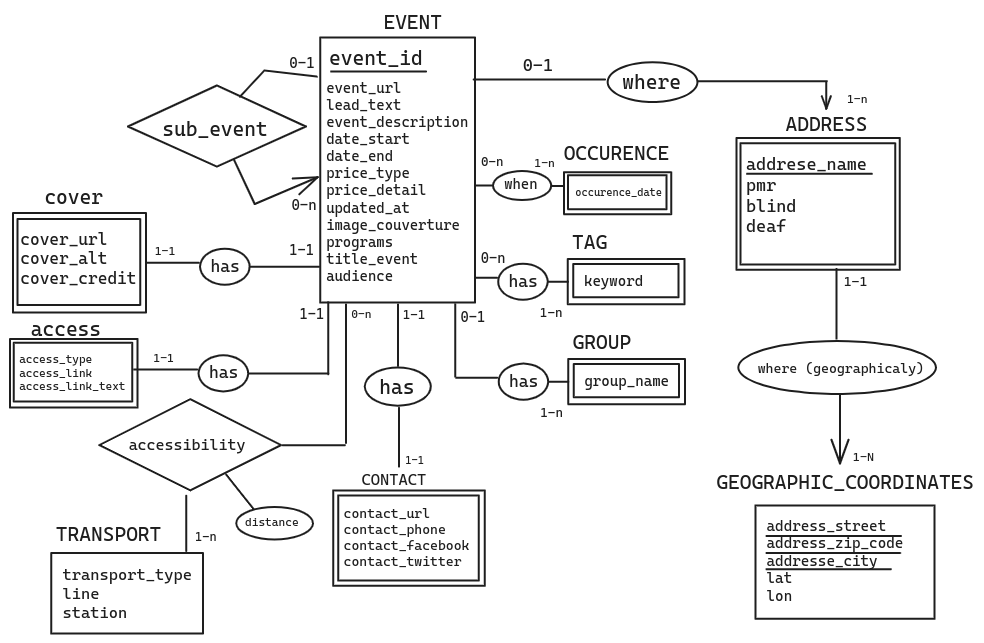 EVENT
event_id
event_url
lead_text
event_description
date_start
date_end
price_type
price_detail
updated_at
image_couverture
programs
title_event
audience
0-1
sub_event
0-n
cover
cover_url
cover_alt
cover_credit
1-1
has
1-1
access
access_type
access_link
access_link_text
1-1
has
1-1
0-n
1-1
0-1
accessibility
distance
TRANSPORT
1-n
transport_type
line
station
has
1-1
CONTACT
contact_url
contact_phone
contact_facebook
contact_twitter
0-1
where
1-n
ADDRESS
addrese_name
pmr
blind
deaf
0-n
when
1-n
OCCURENCE
occurence_date
TAG
0-n
has
1-n
keyword
GROUP
has
1-n
group_name
1-1
where (geographicaly)
1-N
GEOGRAPHIC_COORDINATES
address_street
address_zip_code
addresse_city
lat
lon